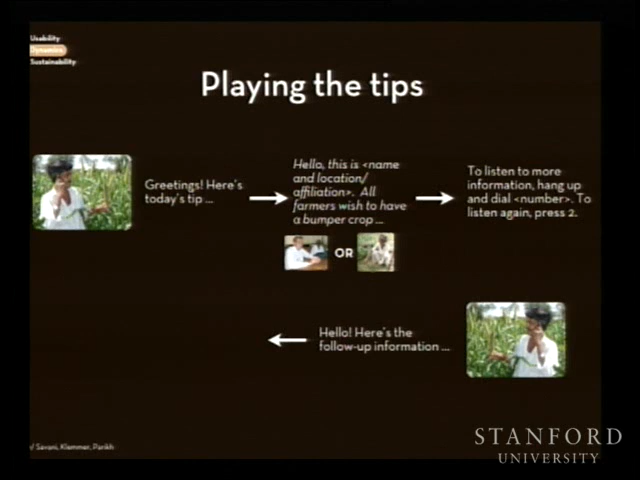 Usability
Dynamics
Sustainability
Playing the tips
Greetings! Here's
today's tip ...
Hello, this is <name
and location/
affiliation>. All
farmers wish to have
a bumper crop ...
To listen to more
information, hang up
and dial <number>. To
listen again, press 2.
OR
Hello! Here's the
follow-up information ...
w/ Savani, Klemmer, Parikh
STANFORD
UNIVERSITY